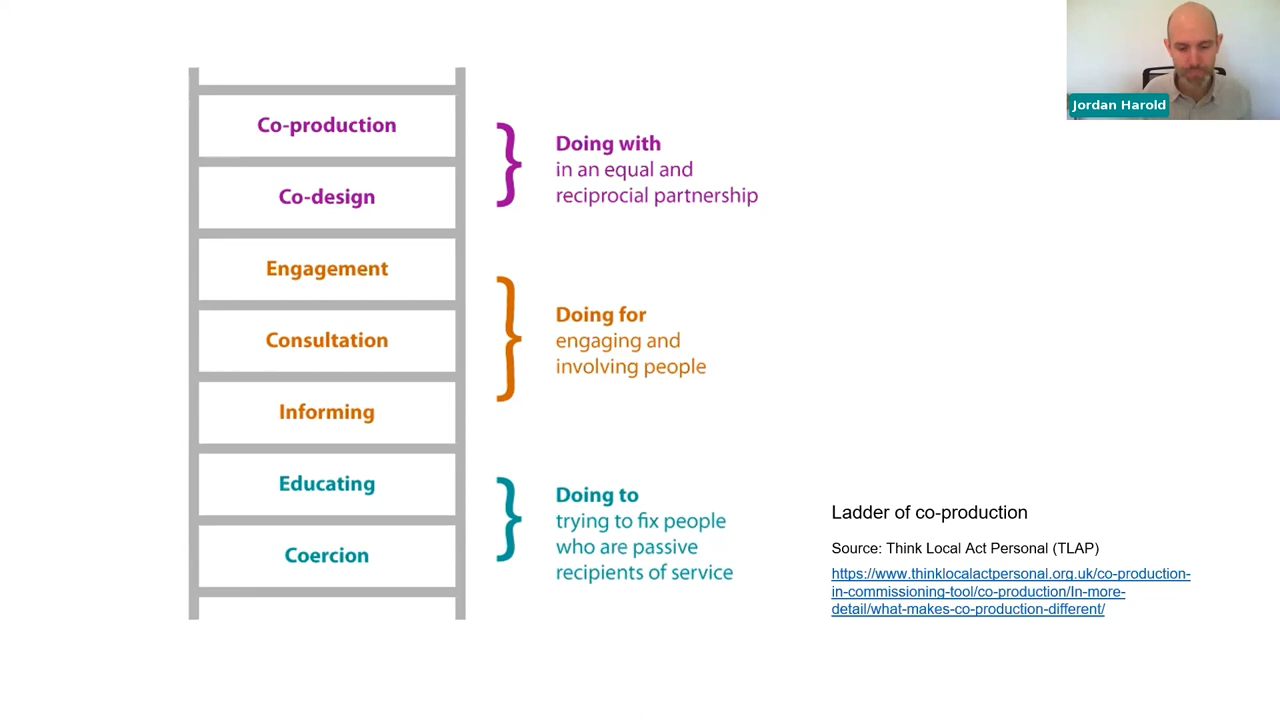 Co-production
Co-design
Engagement
Consultation
Informing
Educating
Coercion
Doing with
in an equal and
reciprocial partnership
Doing for
engaging and
involving people
Doing to
trying to fix people
who are passive
recipients of service
Jordan Harold
Ladder of co-production
Source: Think Local Act Personal (TLAP)
https://www.thinklocalactpersonal.org.uk/co-production-
in-commissioning-tool/co-production/In-more-
detail/what-makes-co-production-different/